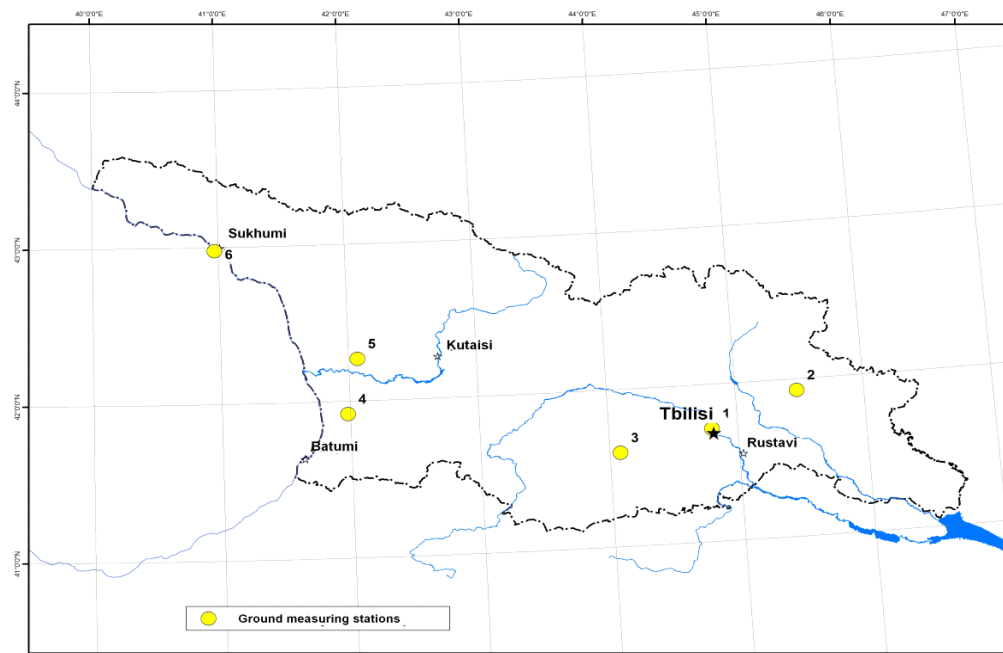 40°0'0"E 41°0'0"E 42°0'0"E 43°0'0"E 44°0'0"E 45°0'0"E 46°0'0"E 47°0'0"E
44°0'0"N
43°0'0"N
42°0'0"N
41°0'0"N
Sukhumi
6
5
Kutaisi
4
Batumi
2
Tbilisi
1
3
Rustavi
Ground measuring stations